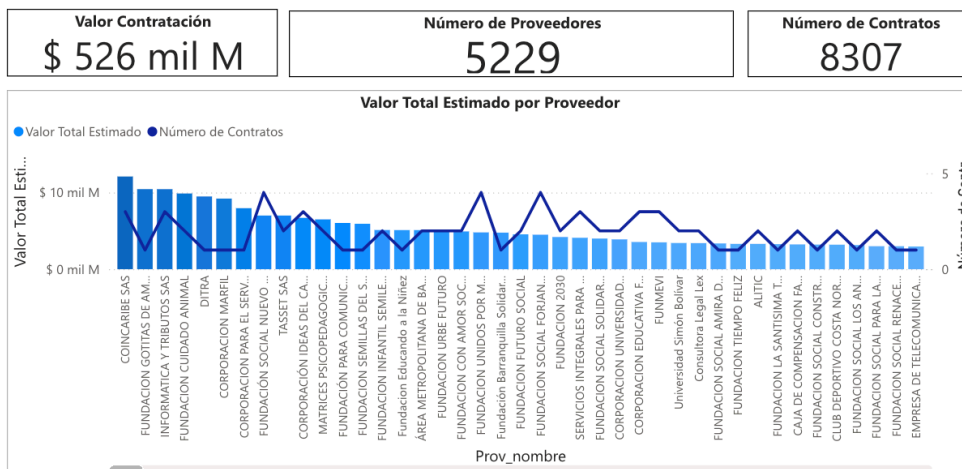 Valor Contratación
$ 526 mil M
Número de Proveedores
5229
Número de Contratos
8307
Valor Total Estimado por Proveedor
Valor Total Estimado
Número de Contratos
Valor Total Esti...
$ 10 mil M
$ 0 mil M
5
0
COINCARIBE SAS
FUNDACION GOTITAS DE AM...
INFORMATICA Y TRIBUTOS SAS
FUNDACION CUIDADO ANIMAL
DITRA
CORPORACION MARFIL
CORPORACION PARA EL SERV...
FUNDACIÓN SOCIAL NUEVO ...
TASSET SAS
CORPORACIÓN IDEAS DEL CA...
MATRICES PSICOPEDAGOGIC...
FUNDACIÓN PARA COMUNIC...
FUNDACION SEMILLAS DEL S...
FUNDACION INFANTIL SEMILE...
Fundacion Educando a la Niñez
ÁREA METROPOLITANA DE BA...
FUNDACION URBE FUTURO
FUNDACION CON AMOR SOC...
FUNDACION UNIDOS POR M...
Fundación Barranquilla Solidar...
FUNDACION FUTURO SOCIAL
FUNDACION SOCIAL FORJAN...
FUNDACION 2030
SERVICIOS INTEGRALES PARA ...
FUNDACION SOCIAL SOLIDAR...
CORPORACION UNIVERSIDAD...
CORPORACION EDUCATIVA F...
FUNMEVI
Universidad Simón Bolívar
Consultora Legal Lex
FUNDACION SOCIAL AMIRA D...
FUNDACION TIEMPO FELIZ
ALITIC
FUNDACION LA SANTISIMA T...
CAJA DE COMPENSACION FA...
FUNDACION SOCIAL CONSTR...
CLUB DEPORTIVO COSTA NOR...
FUNDACION SOCIAL LOS AN...
FUNDACION SOCIAL PARA LA...
FUNDACION SOCIAL RENACE...
EMPRESA DE TELECOMUNICA...
Prov_nombre